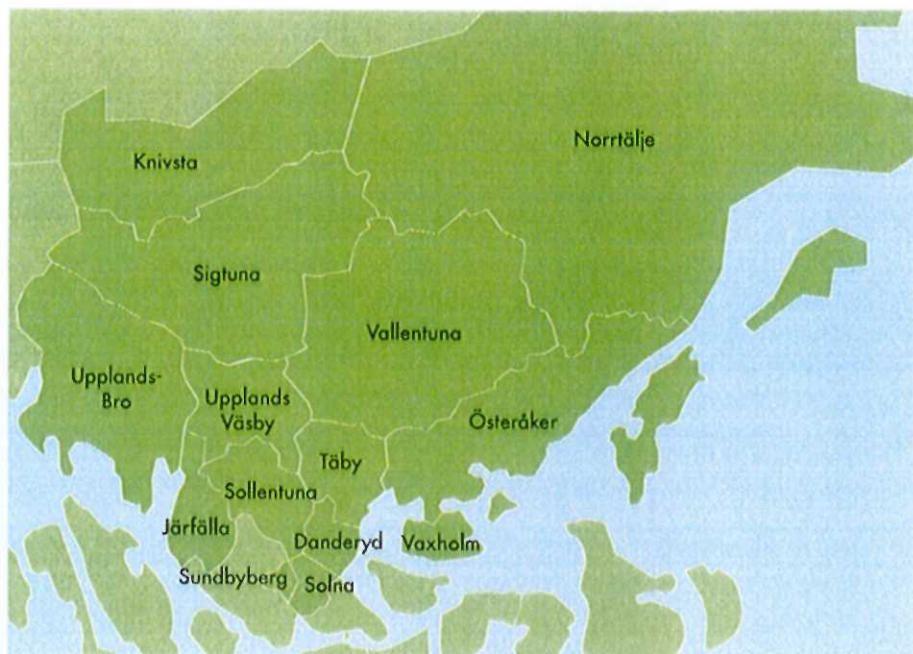 Norrtälje
Knivsta
Sigtuna
Vallentuna
Upplands-
Bro
Upplands
Väsby
Österåker
Täby
Sollentuna
Järfälla
Danderyd
Vaxholm
Sundbyberg
Solna